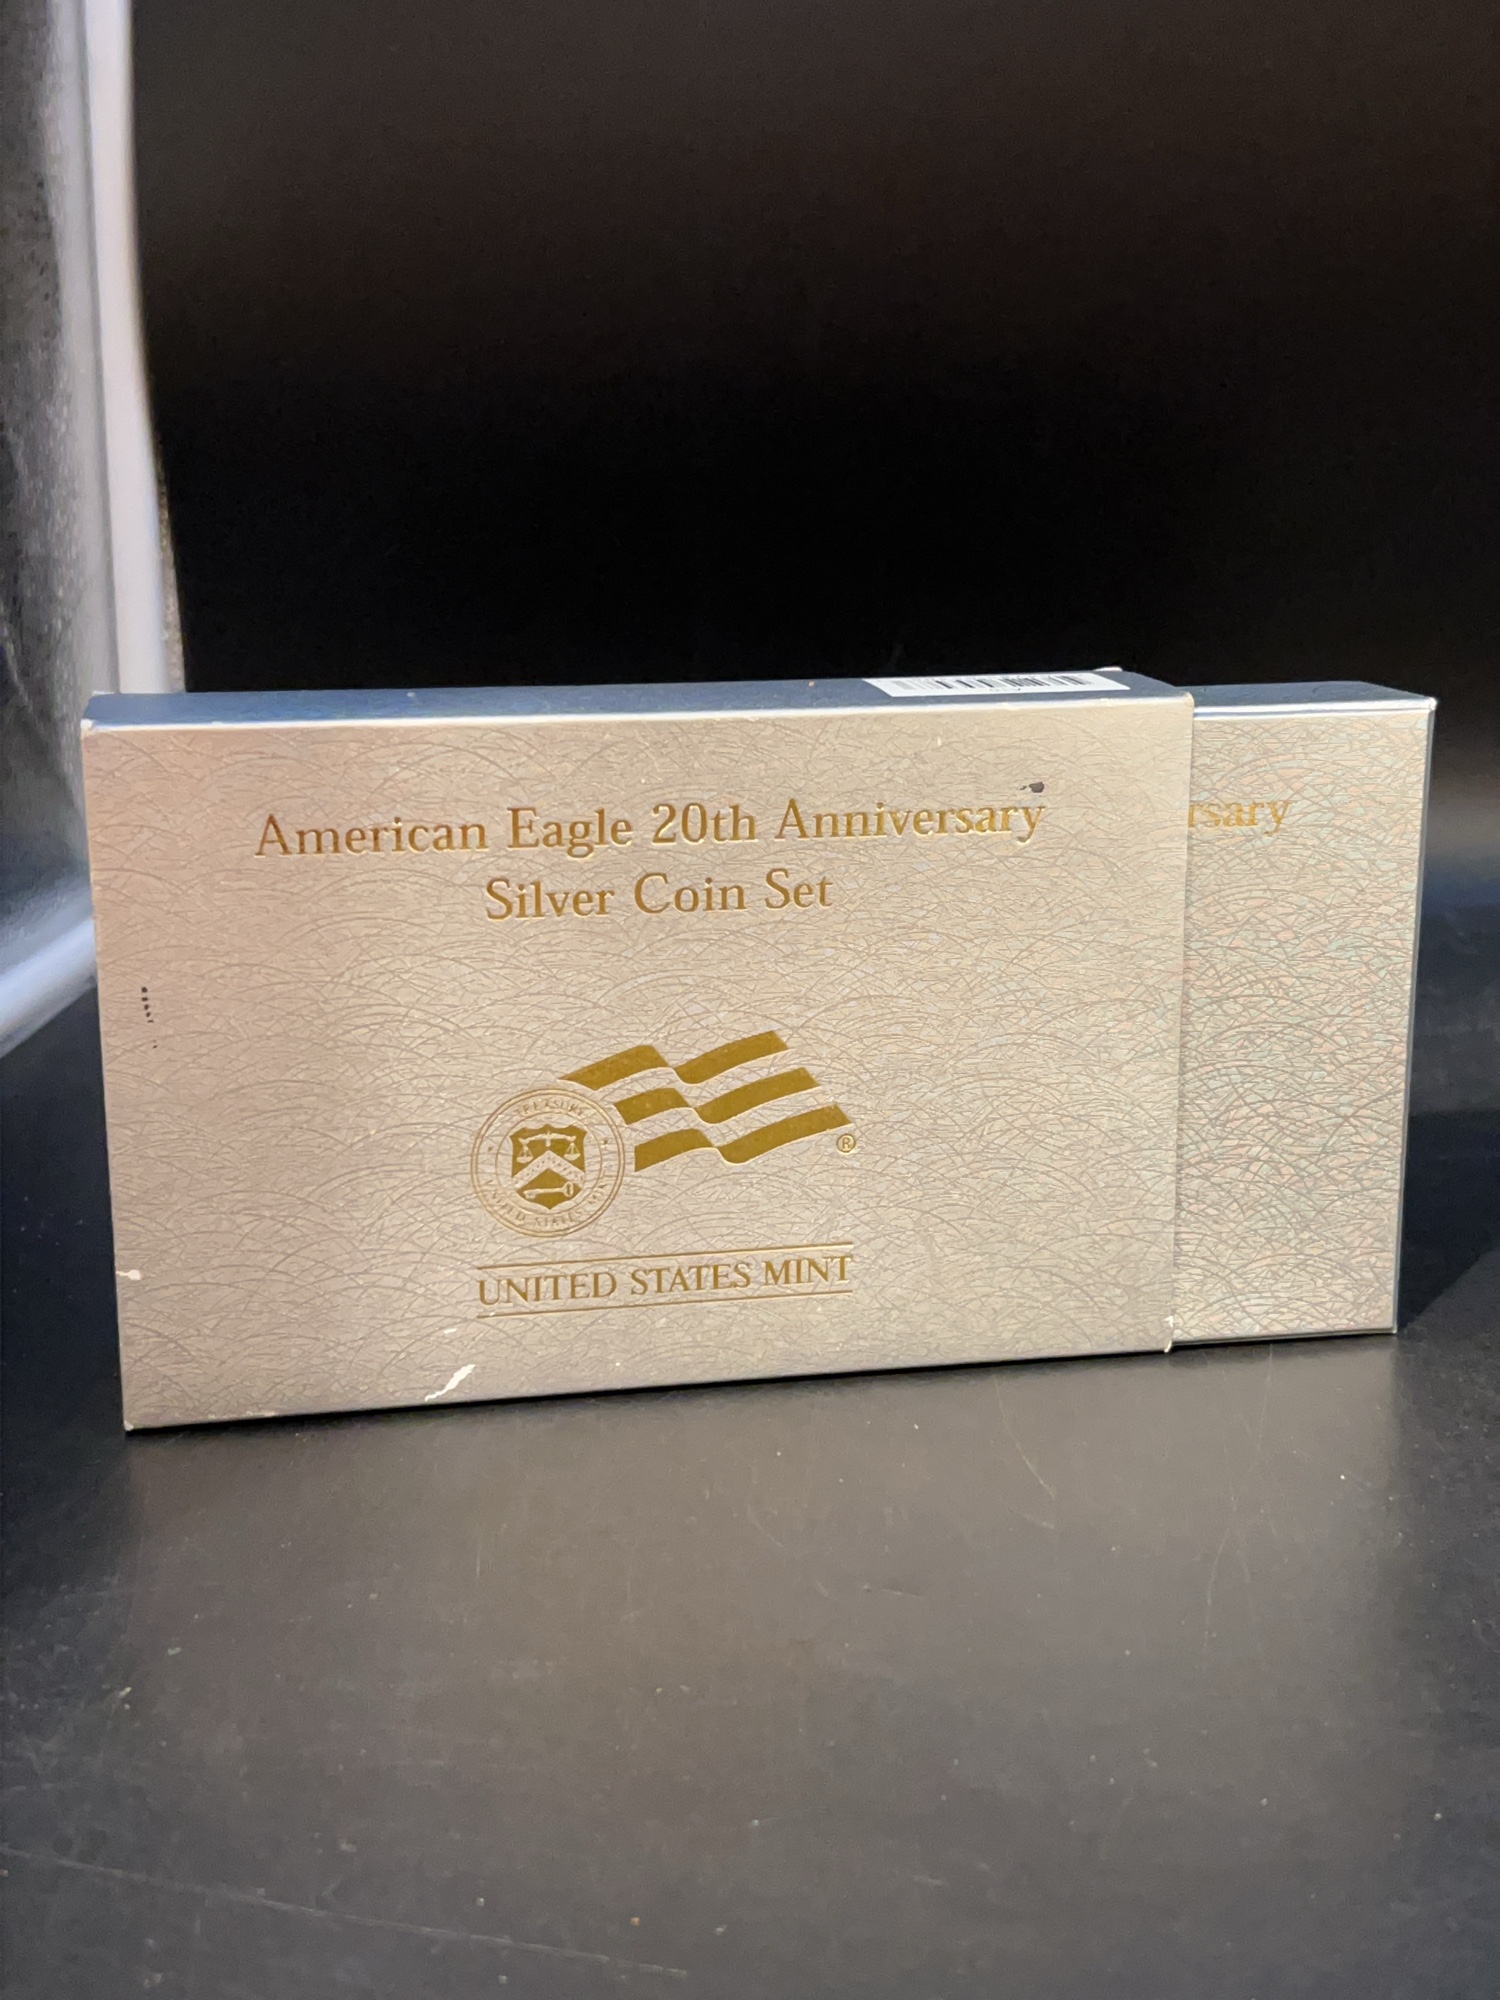 American Eagle 20th Anniversary
Silver Coin Set
rsary
®
UNITED STATES MINT